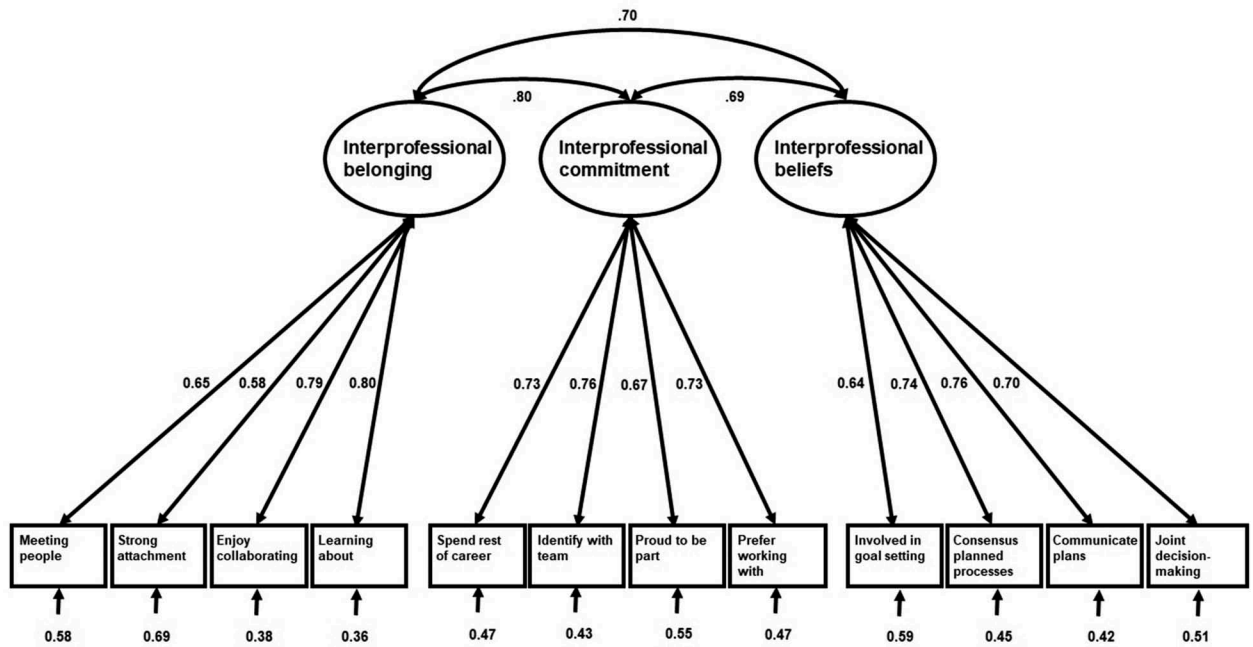 .70
.80
.69
Interprofessional
belonging
Interprofessional
commitment
Interprofessional
beliefs
0.65
0.58
0.79
0.80
0.73
0.76
0.67
0.73
0.64
0.74
0.76
0.70
Meeting
people
Strong
attachment
Enjoy
collaborating
Learning
about
Spend rest
of career
Identify with
team
Proud to be
part
Prefer
working
with
Involved in
goal setting
Consensus
planned
processes
Communicate
plans
Joint
decision-
making
0.58
0.69
0.38
0.36
0.47
0.43
0.55
0.47
0.59
0.45
0.42
0.51